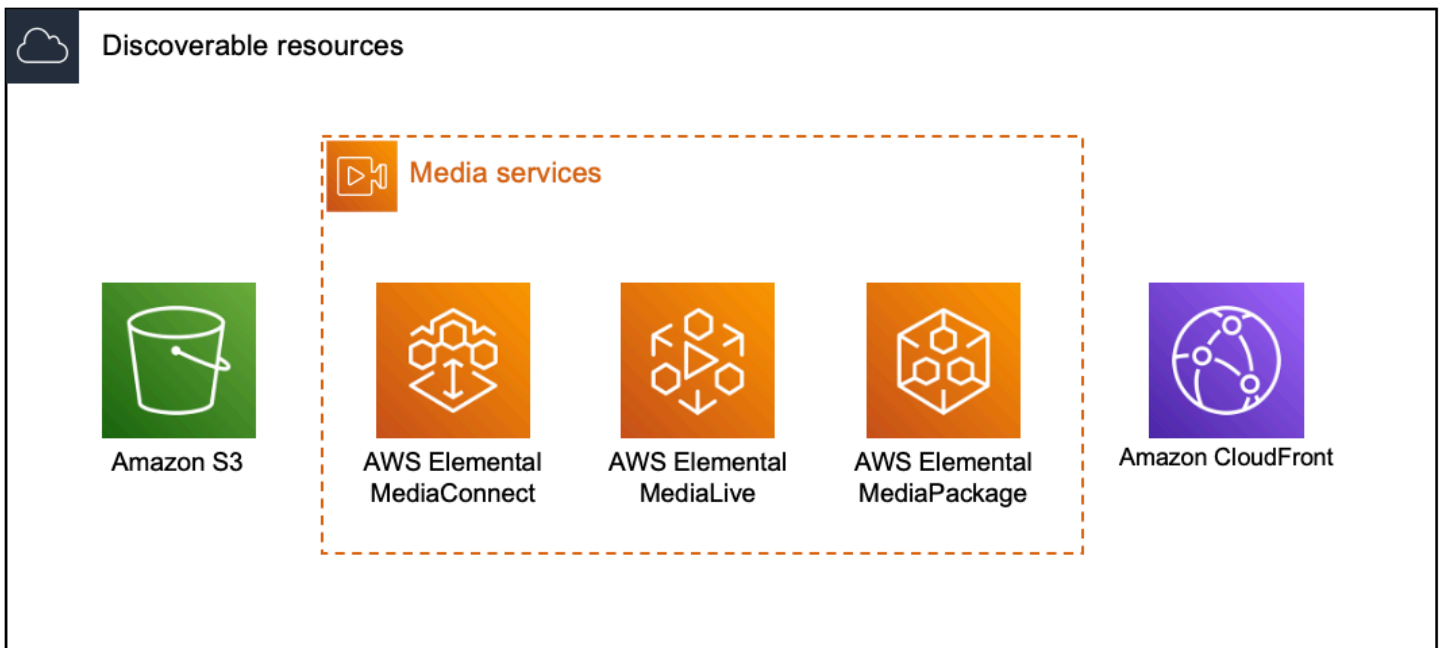 Discoverable resources
Media services
Amazon S3
AWS Elemental
MediaConnect
AWS Elemental
MediaLive
AWS Elemental
MediaPackage
Amazon CloudFront